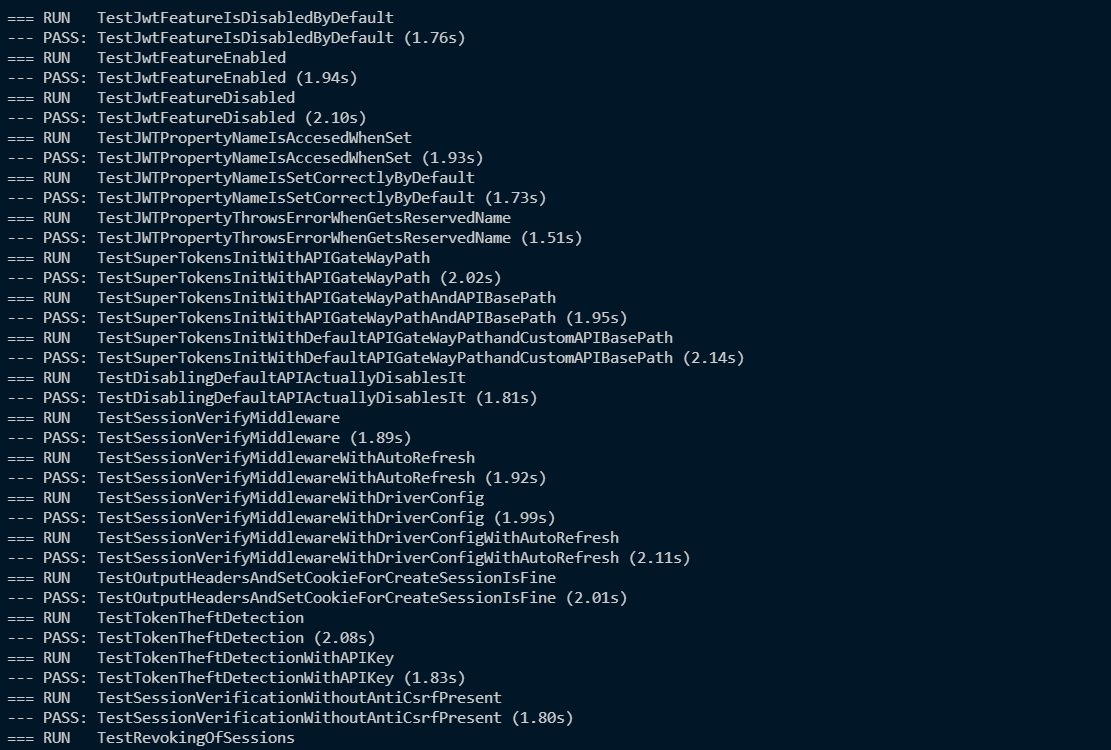 === RUN   TestJwtFeatureIsDisabledByDefault
--- PASS: TestJwtFeatureIsDisabledByDefault (1.76s)
=== RUN   TestJwtFeatureEnabled
--- PASS: TestJwtFeatureEnabled (1.94s)
=== RUN   TestJwtFeatureDisabled
--- PASS: TestJwtFeatureDisabled (2.10s)
=== RUN   TestJWTPropertyNameIsAccesedWhenSet
--- PASS: TestJWTPropertyNameIsAccesedWhenSet (1.93s)
=== RUN   TestJWTPropertyNameIsSetCorrectlyByDefault
--- PASS: TestJWTPropertyNameIsSetCorrectlyByDefault (1.73s)
=== RUN   TestJWTPropertyThrowsErrorWhenGetsReservedName
--- PASS: TestJWTPropertyThrowsErrorWhenGetsReservedName (1.51s)
=== RUN   TestSuperTokensInitWithAPIGateWayPath
--- PASS: TestSuperTokensInitWithAPIGateWayPath (2.02s)
=== RUN   TestSuperTokensInitWithAPIGateWayPathAndAPIBasePath
--- PASS: TestSuperTokensInitWithAPIGateWayPathAndAPIBasePath (1.95s)
=== RUN   TestSuperTokensInitWithDefaultAPIGateWayPathandCustomAPIBasePath
--- PASS: TestSuperTokensInitWithDefaultAPIGateWayPathandCustomAPIBasePath (2.14s)
=== RUN   TestDisablingDefaultAPIActuallyDisablesIt
--- PASS: TestDisablingDefaultAPIActuallyDisablesIt (1.81s)
=== RUN   TestSessionVerifyMiddleware
--- PASS: TestSessionVerifyMiddleware (1.89s)
=== RUN   TestSessionVerifyMiddlewareWithAutoRefresh
--- PASS: TestSessionVerifyMiddlewareWithAutoRefresh (1.92s)
=== RUN   TestSessionVerifyMiddlewareWithDriverConfig
--- PASS: TestSessionVerifyMiddlewareWithDriverConfig (1.99s)
=== RUN   TestSessionVerifyMiddlewareWithDriverConfigWithAutoRefresh
--- PASS: TestSessionVerifyMiddlewareWithDriverConfigWithAutoRefresh (2.11s)
=== RUN   TestOutputHeadersAndSetCookieForCreateSessionIsFine
--- PASS: TestOutputHeadersAndSetCookieForCreateSessionIsFine (2.01s)
=== RUN   TestTokenTheftDetection
--- PASS: TestTokenTheftDetection (2.08s)
=== RUN   TestTokenTheftDetectionWithAPIKey
--- PASS: TestTokenTheftDetectionWithAPIKey (1.83s)
=== RUN   TestSessionVerificationWithoutAntiCsrfPresent
--- PASS: TestSessionVerificationWithoutAntiCsrfPresent (1.80s)
=== RUN   TestRevokingOfSessions